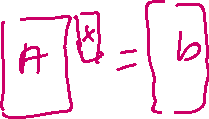 A x = b